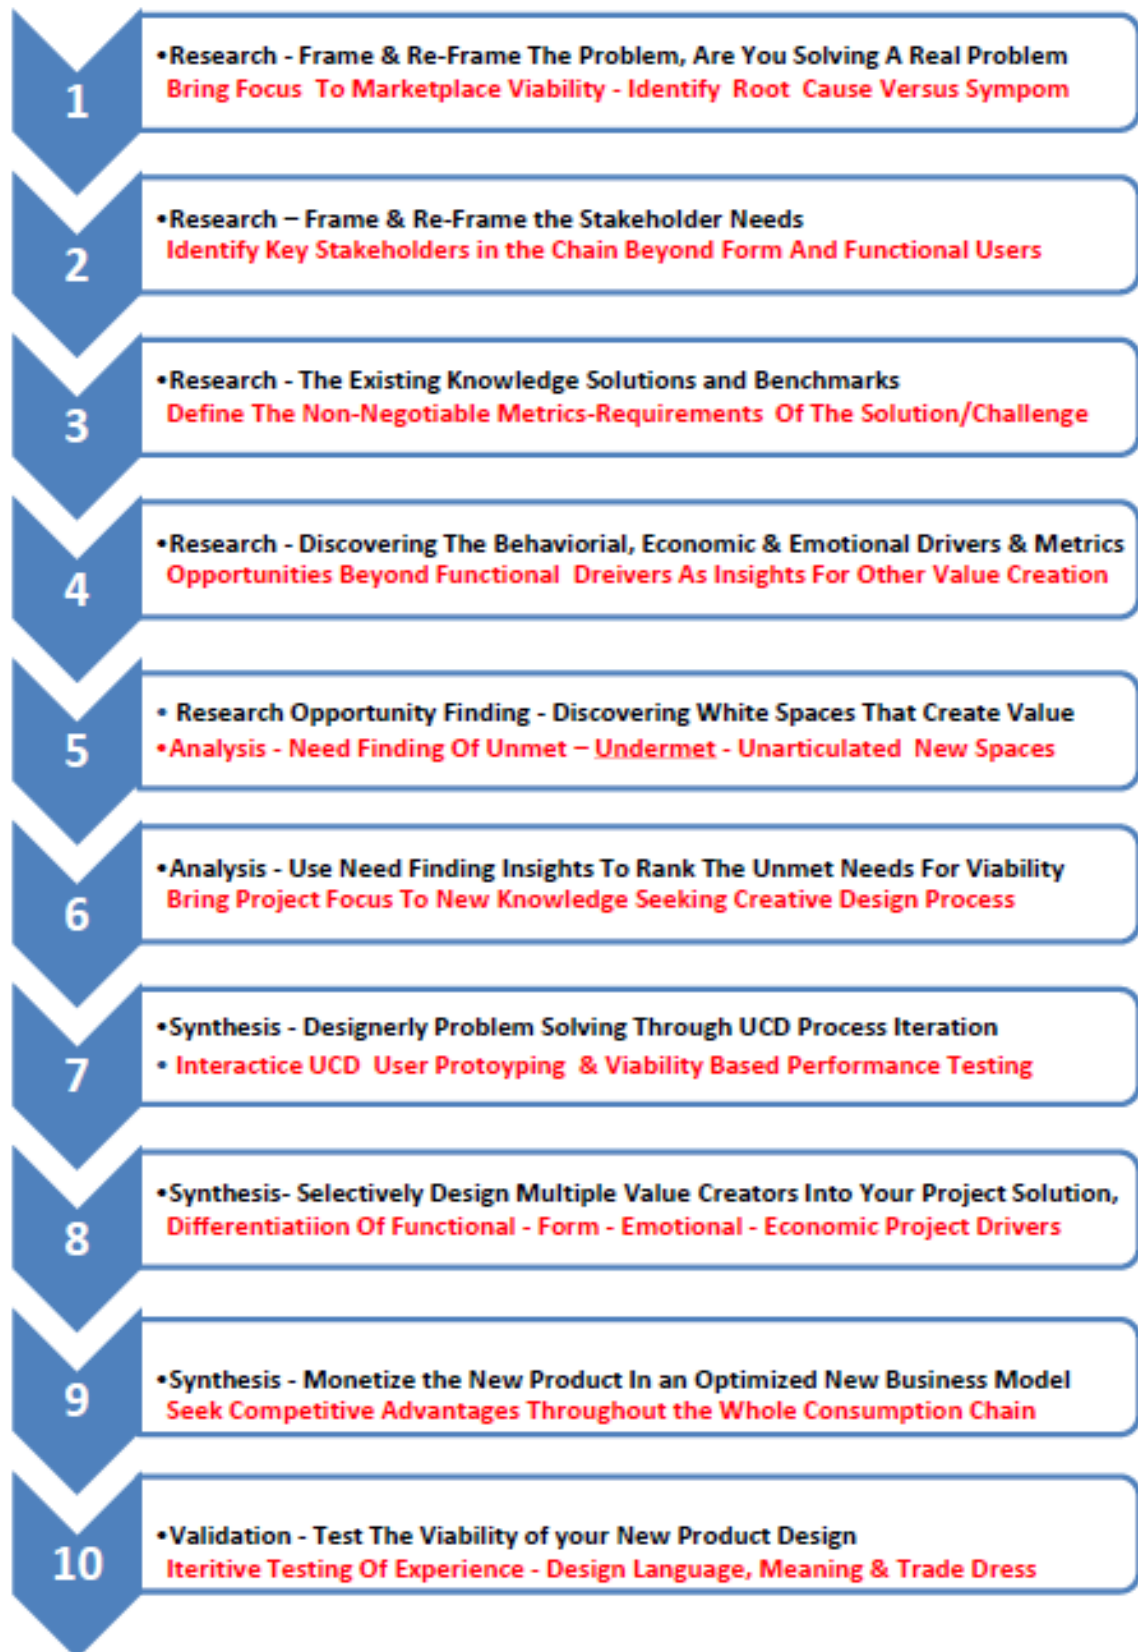 1
•Research - Frame & Re-Frame The Problem, Are You Solving A Real Problem
Bring Focus To Marketplace Viability - Identify Root Cause Versus Sympom
2
•Research – Frame & Re-Frame the Stakeholder Needs
Identify Key Stakeholders in the Chain Beyond Form And Functional Users
3
•Research - The Existing Knowledge Solutions and Benchmarks
Define The Non-Negotiable Metrics-Requirements Of The Solution/Challenge
4
•Research - Discovering The Behaviorial, Economic & Emotional Drivers & Metrics
Opportunities Beyond Functional Dreivers As Insights For Other Value Creation
5
• Research Opportunity Finding - Discovering White Spaces That Create Value
•Analysis - Need Finding Of Unmet – Undermet - Unarticulated New Spaces
6
•Analysis - Use Need Finding Insights To Rank The Unmet Needs For Viability
Bring Project Focus To New Knowledge Seeking Creative Design Process
7
•Synthesis - Designerly Problem Solving Through UCD Process Iteration
• Interactice UCD User Protoyping & Viability Based Performance Testing
8
•Synthesis- Selectively Design Multiple Value Creators Into Your Project Solution,
Differentiatiion Of Functional - Form - Emotional - Economic Project Drivers
9
•Synthesis - Monetize the New Product In an Optimized New Business Model
Seek Competitive Advantages Throughout the Whole Consumption Chain
10
•Validation - Test The Viability of your New Product Design
Iteritive Testing Of Experience - Design Language, Meaning & Trade Dress